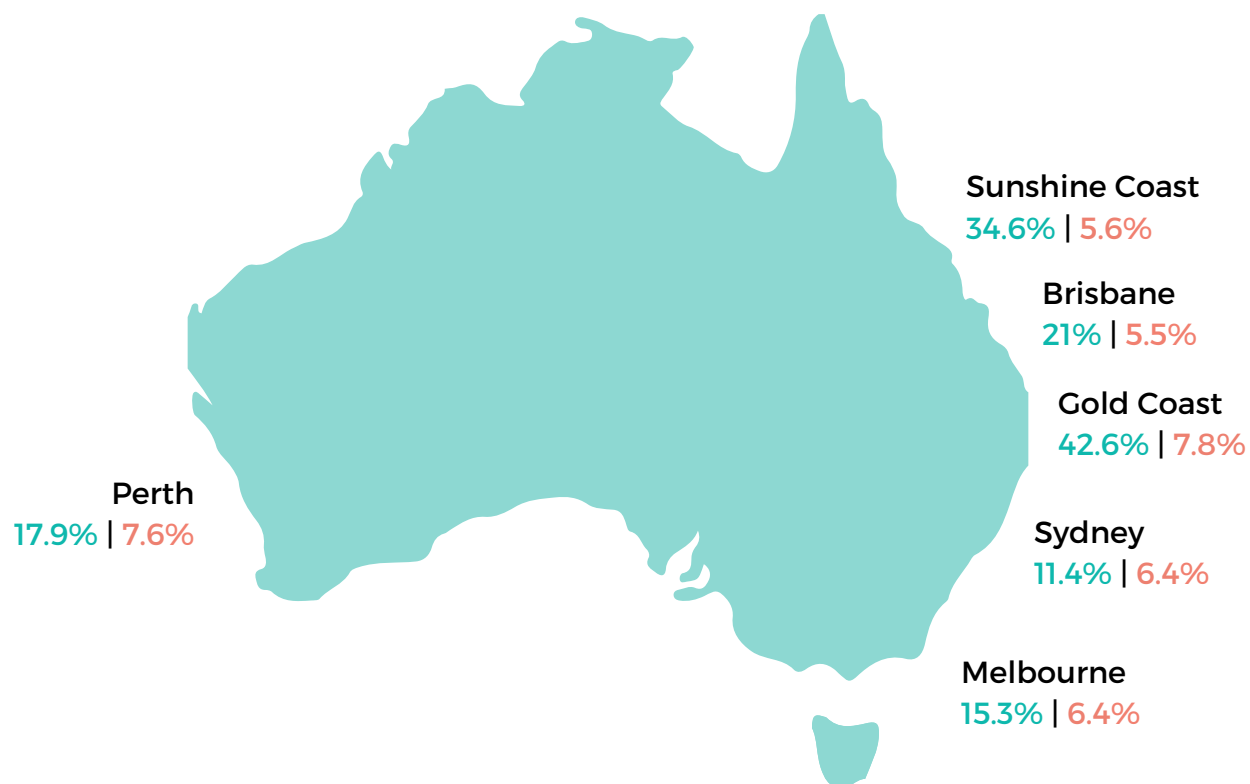 Sunshine Coast
34.6% | 5.6%
Brisbane
21% | 5.5%
Gold Coast
42.6% | 7.8%
Perth
17.9% | 7.6%
Sydney
11.4% | 6.4%
Melbourne
15.3% | 6.4%